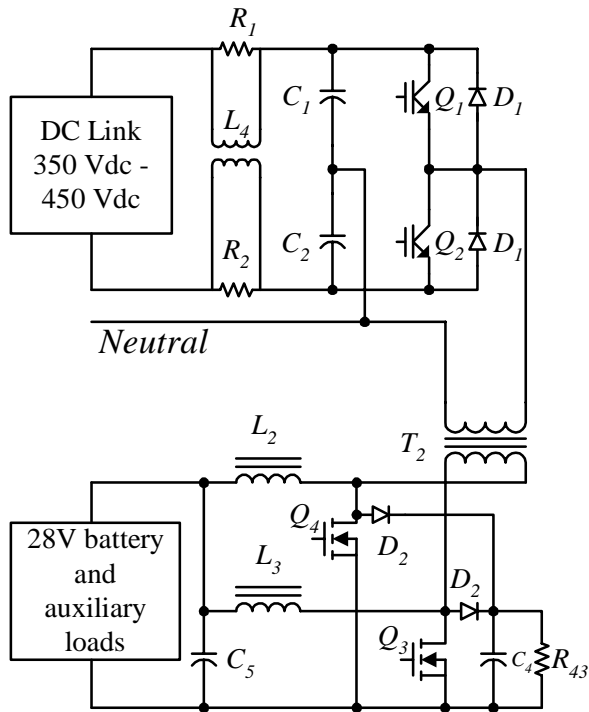 R1
DC Link
350 Vdc -
450 Vdc
L4
C1
Q1
D1
R2
C2
Q2
D1
Neutral
L2
T2
28V battery
and
auxiliary
loads
Q4
D2
L3
D2
Q3
C5
C4
R43